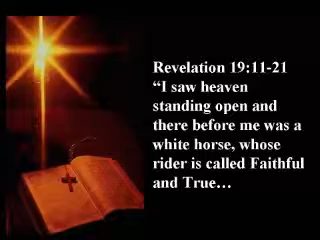 Revelation 19:11-21
“I saw heaven
standing open and
there before me was a
white horse, whose
rider is called Faithful
and True…